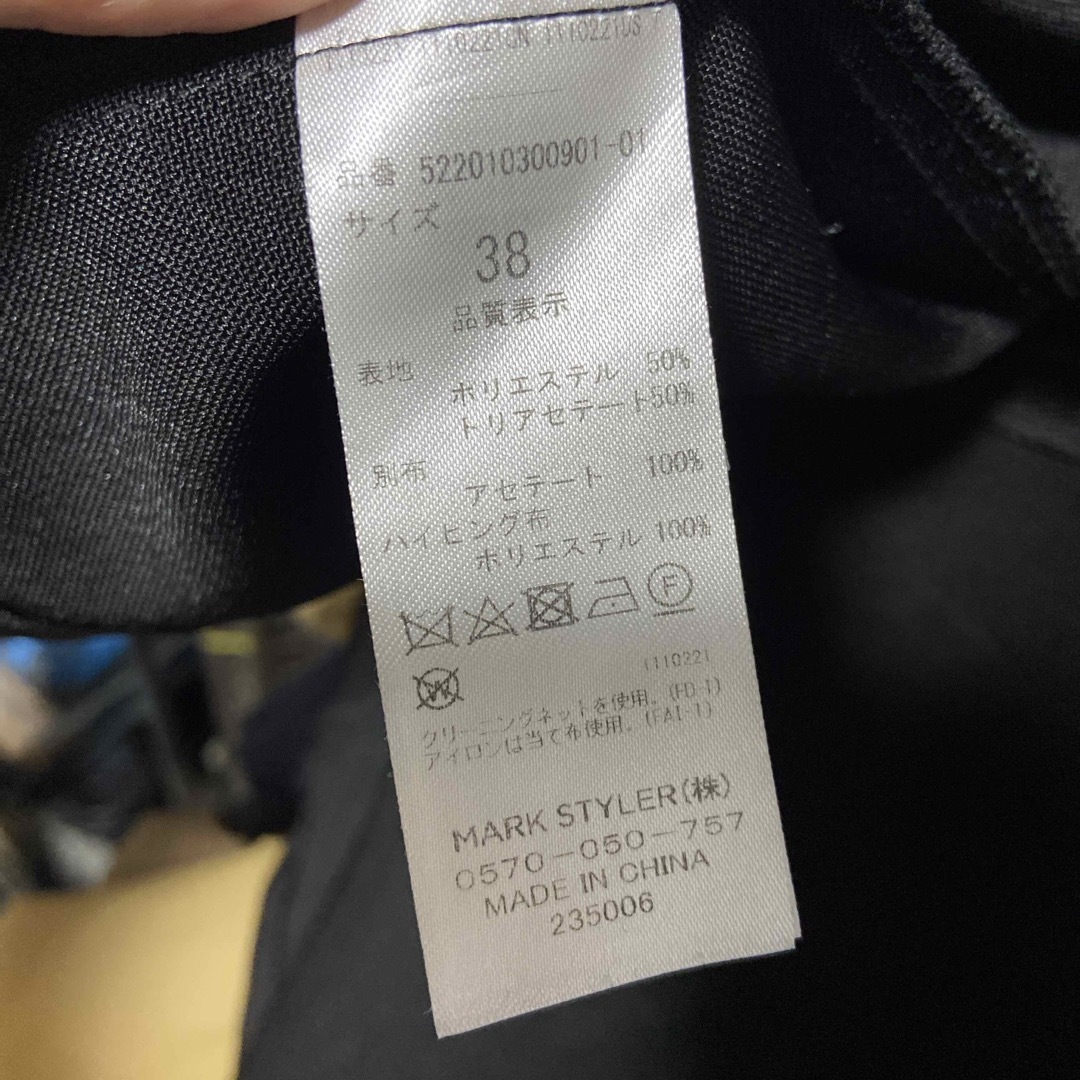 110221CN 1110221US
品番 522010300901-01
サイズ
38
品質表示
表地 ポリエステル 50%
トリアセテート50%
別布 アセテート 100%
パイピング布
ポリエステル 100%
F
W
1110221
クリーニングネットを使用。(FD-1)
アイロンは当て布使用。(FA1-1)
MARK STYLER(株)
0570-050-757
MADE IN CHINA
235006